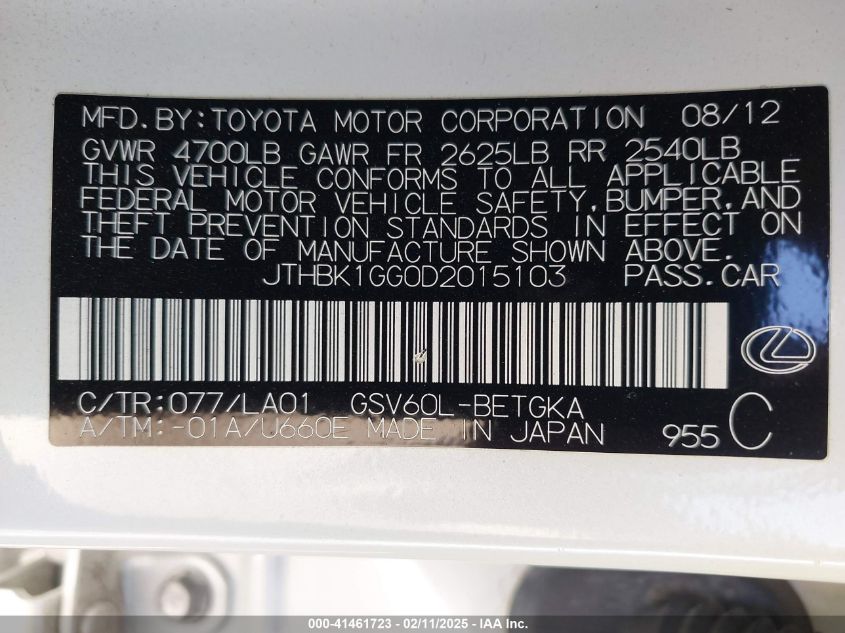 MFD.BY:TOYOTA MOTOR CORPORATION 08/12
GVWR 4700LB GAWR FR 2625LB RR 2540LB
THIS VEHICLE CONFORMS TO ALL APPLICABLE
FEDERAL MOTOR VEHICLE SAFETY,BUMPER,AND
THEFT PREVENTION STANDARDS IN EFFECT ON
THE DATE OF MANUFACTURE SHOWN ABOVE.
JTHBK1GG0D2015103 PASS.CAR
C/TR:077/LA01 GSV60L-BETGKA
A/TM:-01A/U660E MADE IN JAPAN 955 C
000-41461723 - 02/11/2025 - IAA Inc.